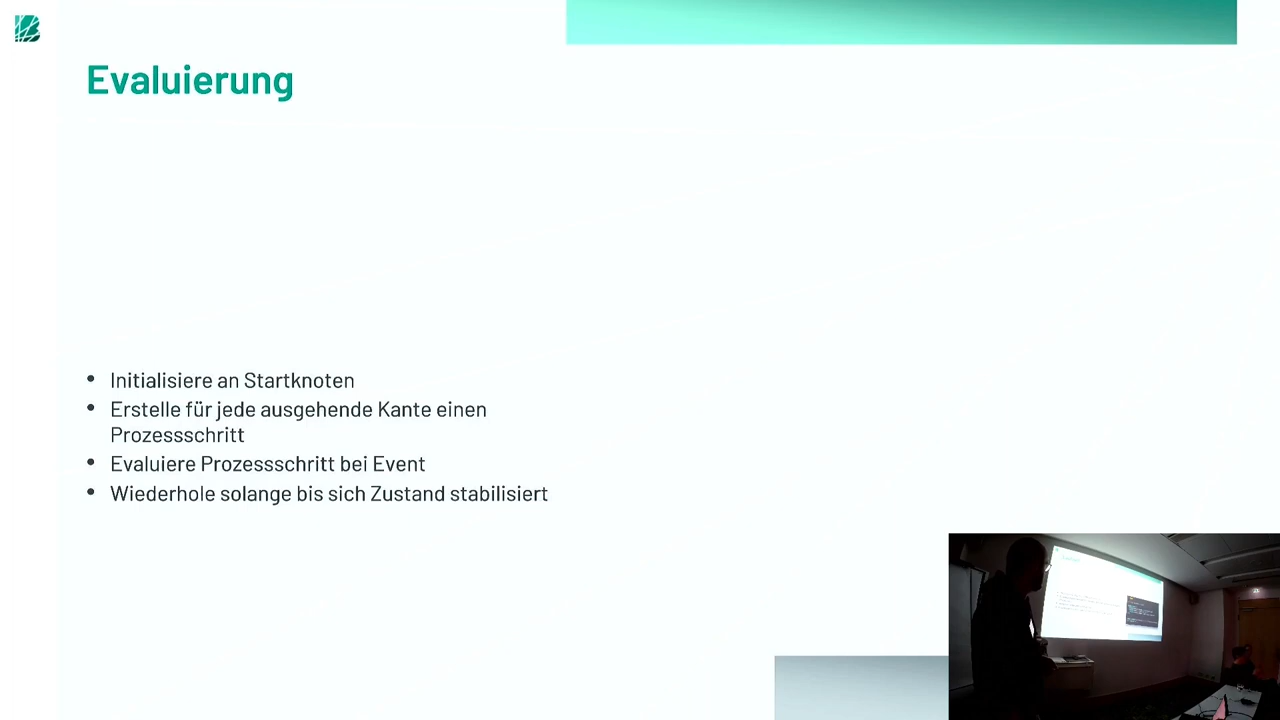 Evaluierung
• Initialisiere an Startknoten
• Erstelle für jede ausgehende Kante einen
Prozessschritt
• Evaluiere Prozessschritt bei Event
• Wiederhole solange bis sich Zustand stabilisiert